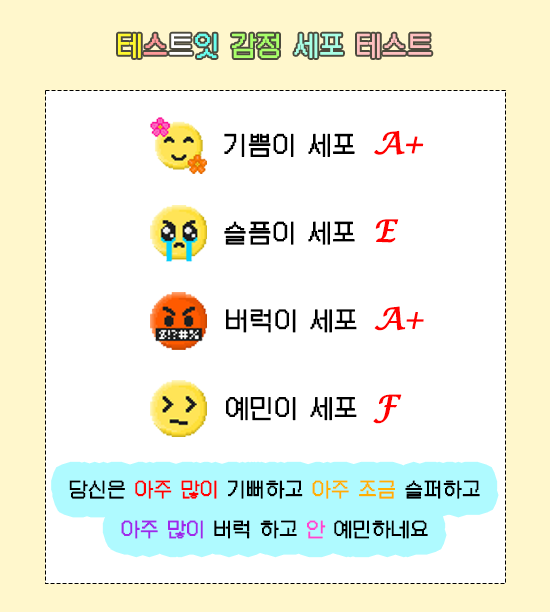 테스트잇 감정 세포 테스트
기쁨이 세포 A+
슬픔이 세포 E
버럭이 세포 A+
$!?#%
예민이 세포 F
당신은 아주 많이 기뻐하고 아주 조금 슬퍼하고
아주 많이 버럭 하고 안 예민하네요